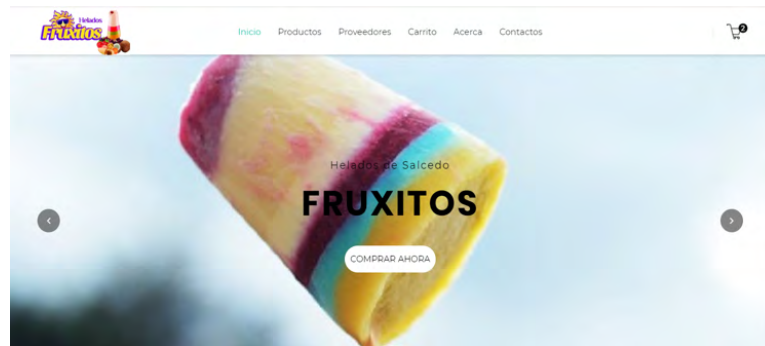 Helados
Fruxitos
Inicio Productos Proveedores Carrito Acerca Contactos
2
Helados de Salcedo
FRUXITOS
COMPRAR AHORA